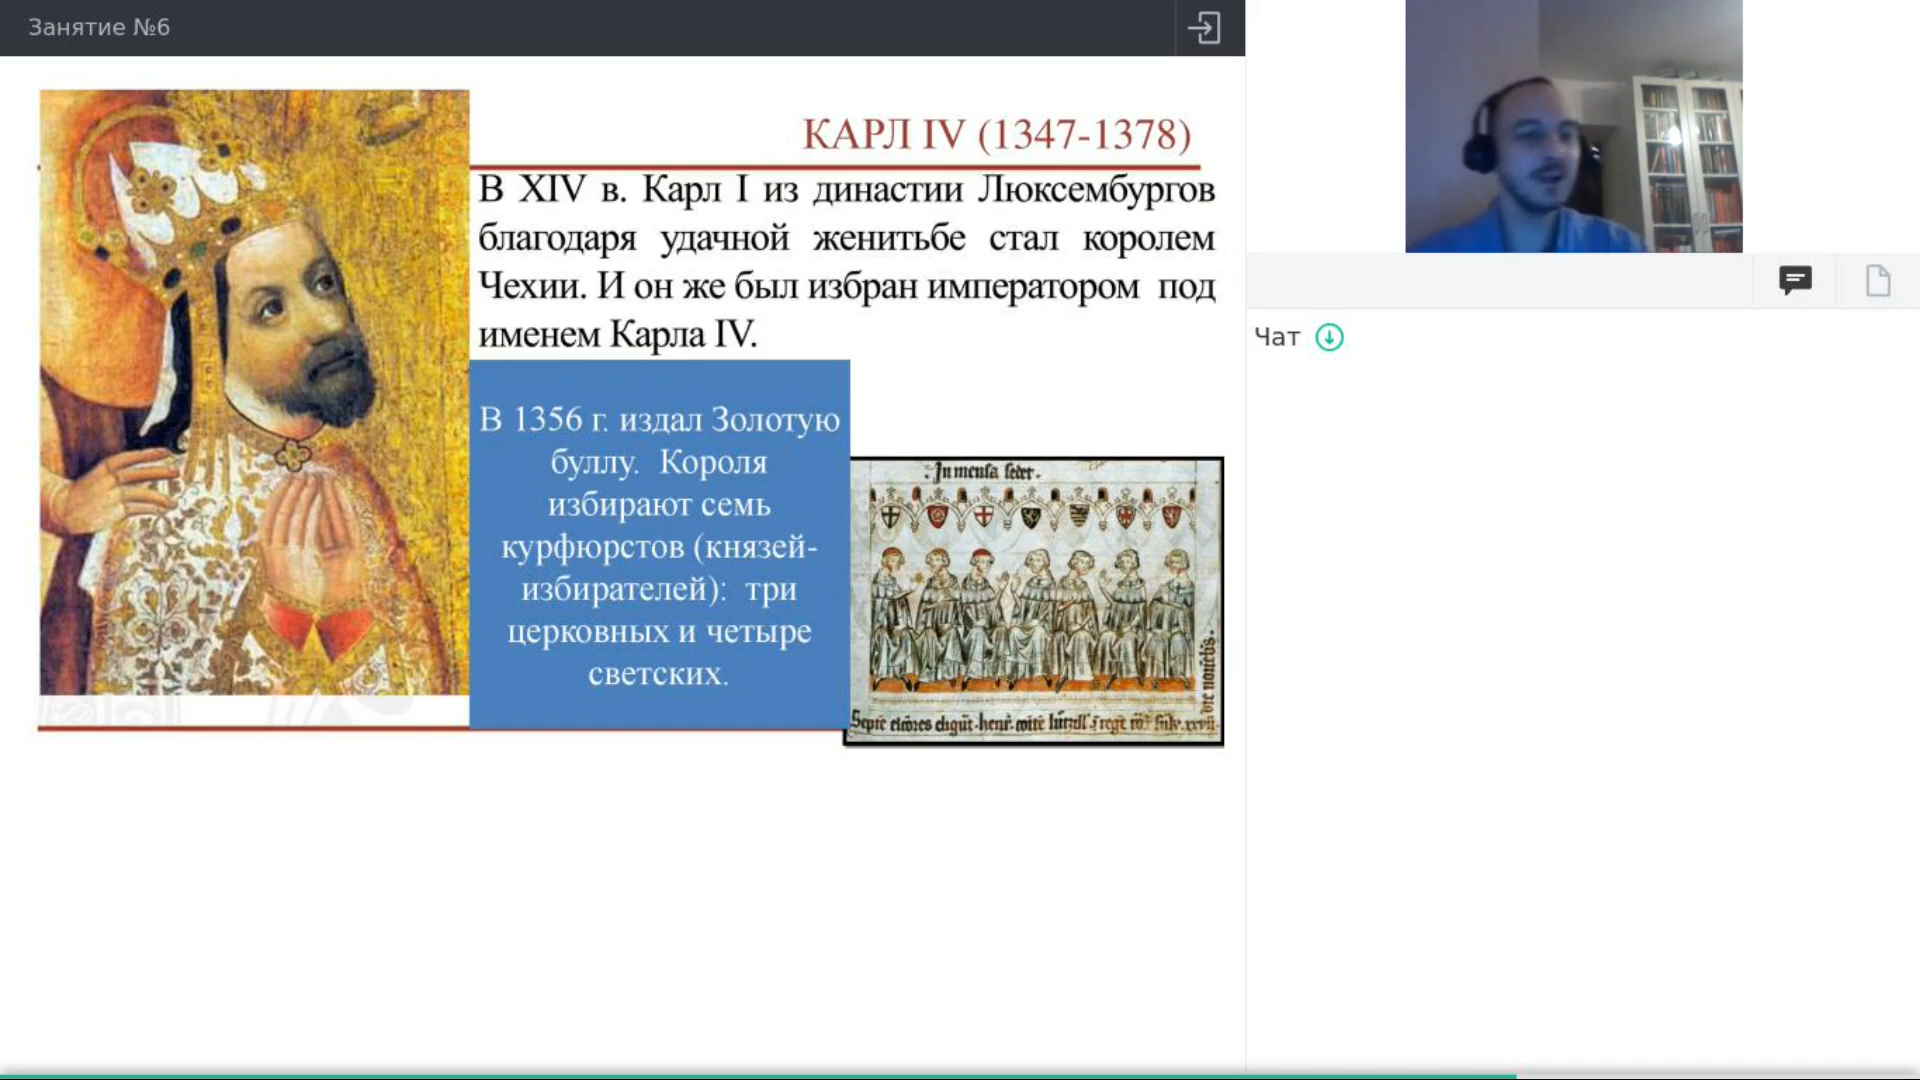 Занятие №6
КАРЛ IV (1347-1378)
В XIV в. Карл I из династии Люксембургов
благодаря удачной женитьбе стал королем
Чехии. И он же был избран императором под
именем Карла IV.
В 1356 г. издал Золотую
буллу. Короля
избирают семь
курфюрстов (князей-
избирателей): три
церковных и четыре
светских.
Чат